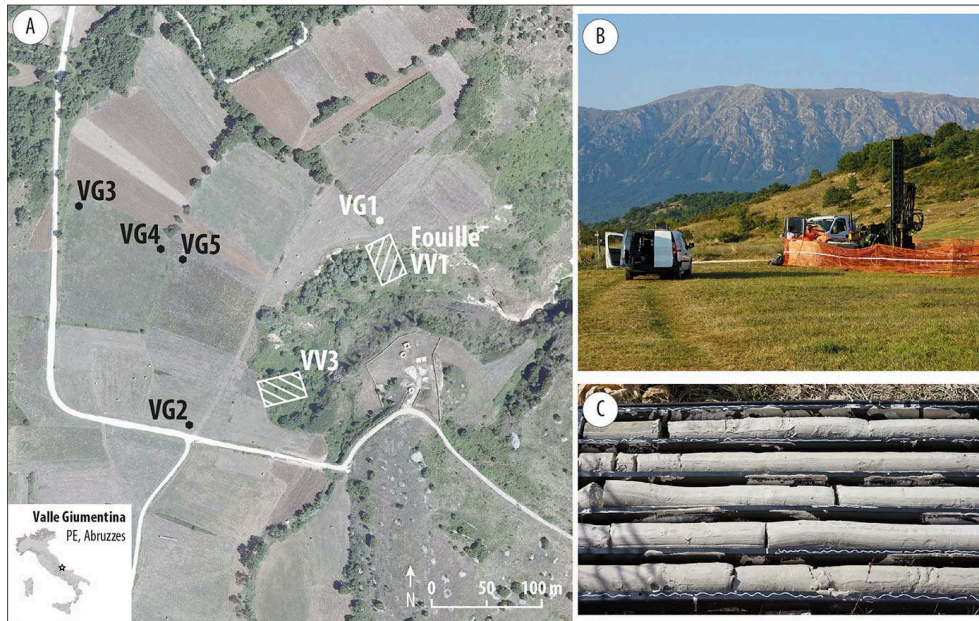 A
VG3
VG4
VG5
VG1
Fouille
VV1
VV3
VG2
Valle Giumentina
PE, Abruzzes
N
0 50 100 m
B
C